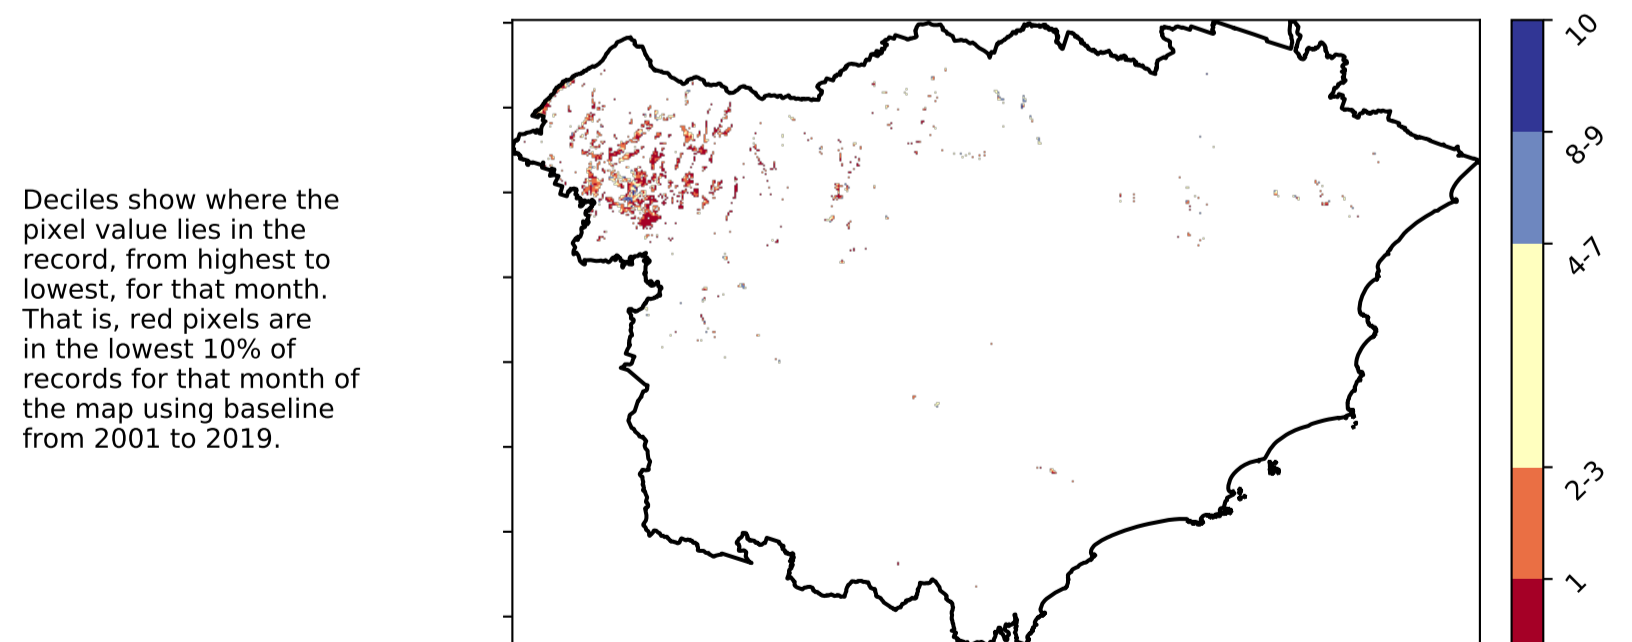 Deciles show where the
pixel value lies in the
record, from highest to
lowest, for that month.
That is, red pixels are
in the lowest 10% of
records for that month of
the map using baseline
from 2001 to 2019.
10
8-9
4-7
2-3
1